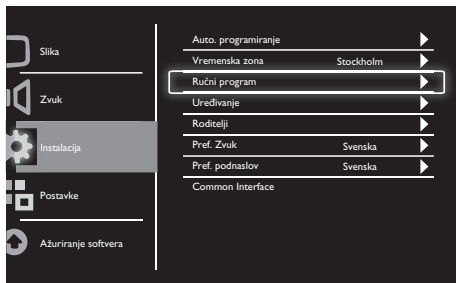 Slika
Zvuk
Instalacija
Postavke
Ažuriranje softvera
Auto. programiranje
Vremenska zona Stockholm
Ručni program
Uređivanje
Roditelji
Pref. Zvuk Svenska
Pref. podnaslov Svenska
Common Interface